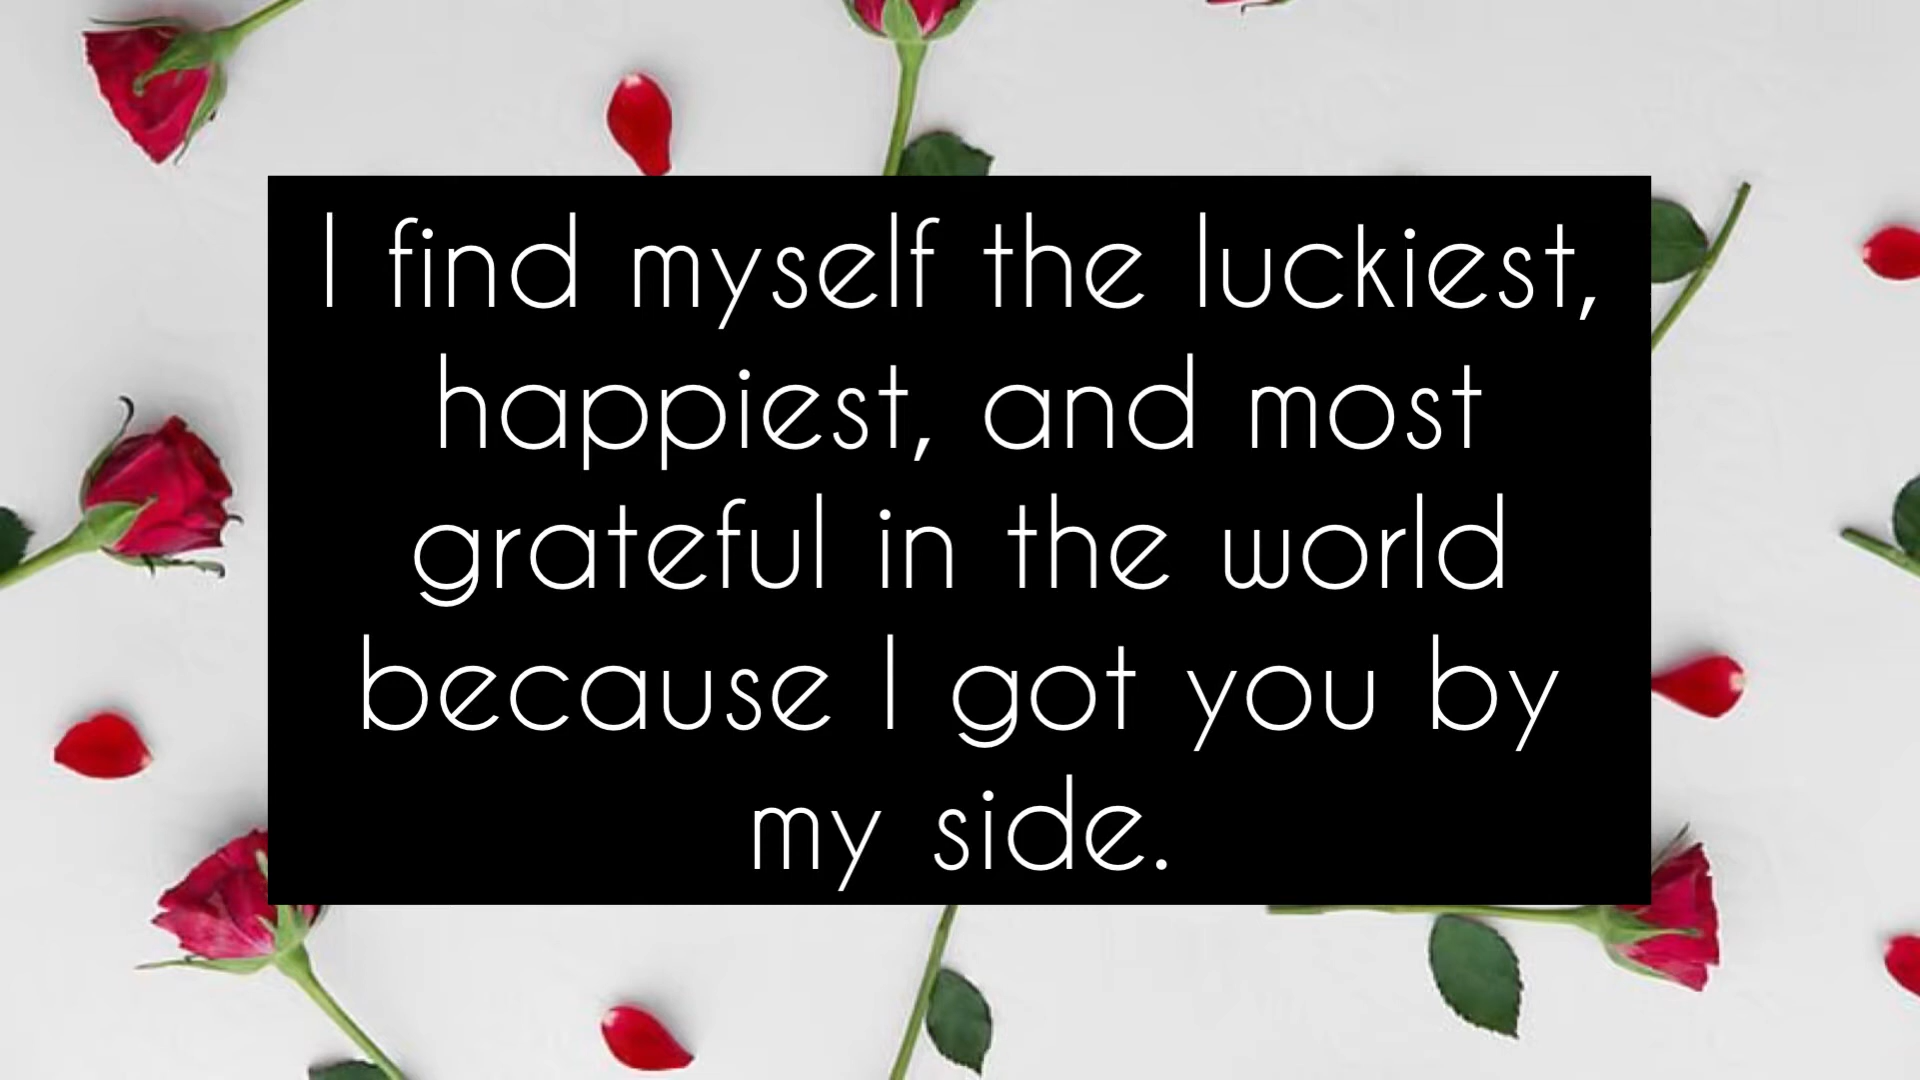 I find myself the luckiest,
happiest, and most
grateful in the world
because I got you by
my side.